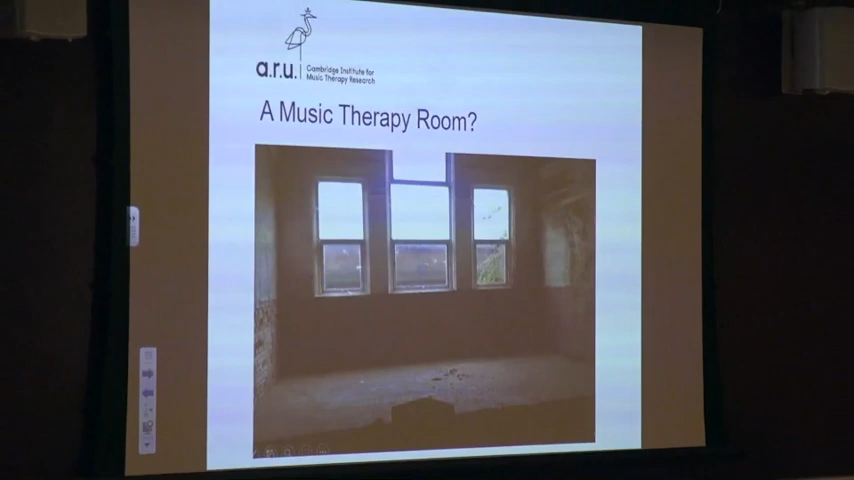 a.r.u.
Cambridge Institute for
Music Therapy Research
A Music Therapy Room?